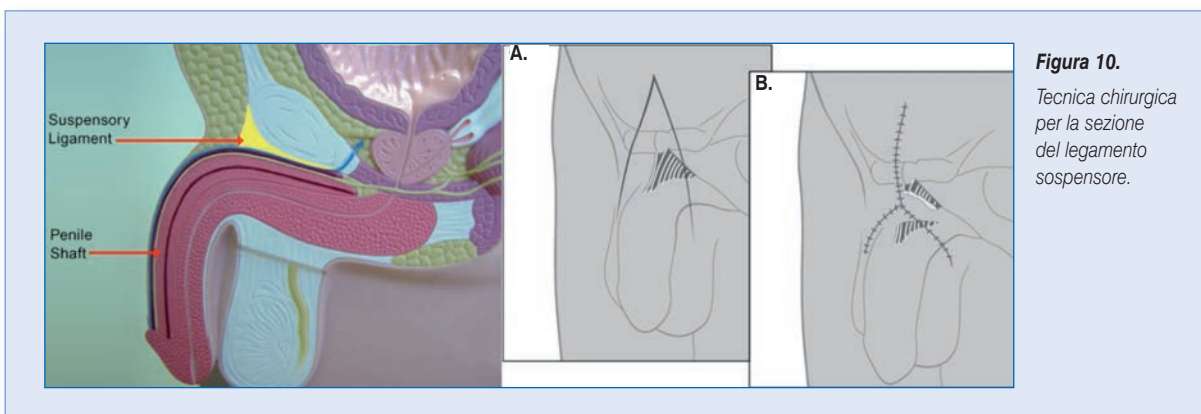 Suspensory
Ligament
Penile
Shaft
A.
B.
Figura 10.
Tecnica chirurgica
per la sezione
del legamento
sospensore.